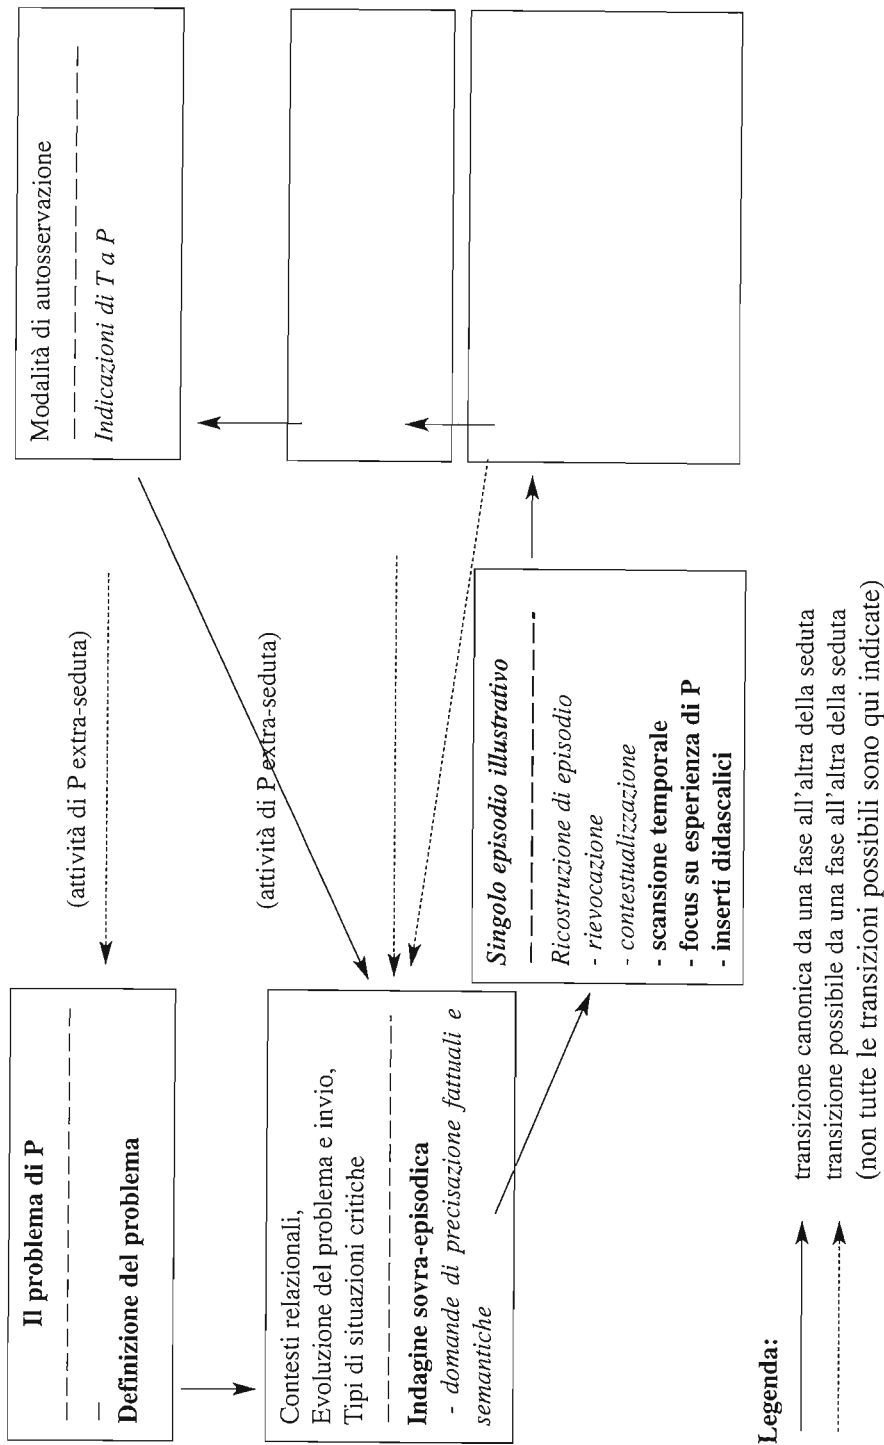 Il problema di P
Definizione del problema
Contesti relazionali,
Evoluzione del problema e invio,
Tipi di situazioni critiche
Indagine sovra-episodica
- domande di precisazione fattuali e
semantiche
(attività di P extra-seduta)
(attività di P extra-seduta)
Singolo episodio illustrativo
Ricostruzione di episodio
- rievocazione
- contestualizzazione
- scansione temporale
- focus su esperienza di P
- inserti didascalici
Modalità di autosservazione
Indicazioni di T a P
Legenda:
transizione canonica da una fase all'altra della seduta
transizione possibile da una fase all'altra della seduta
(non tutte le transizioni possibili sono qui indicate)